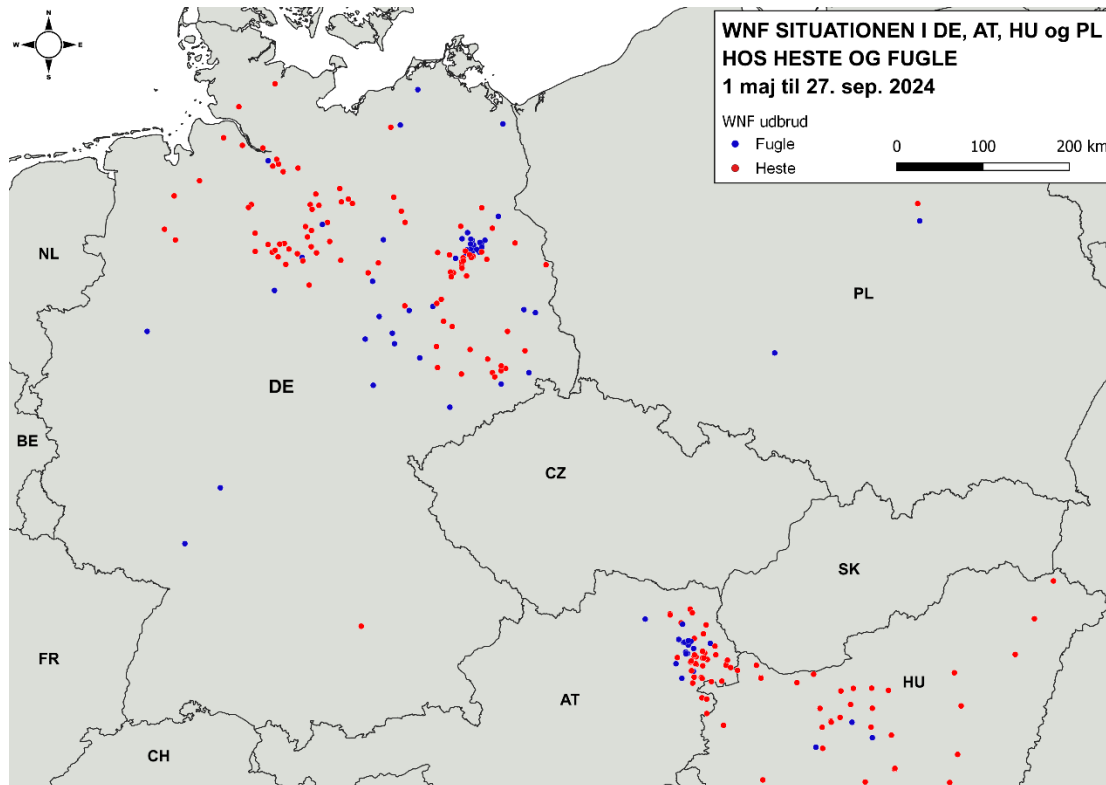 N
W E
S
WNF SITUATIONEN I DE, AT, HU og PL
HOS HESTE OG FUGLE
1 maj til 27. sep. 2024
WNF udbrud
Fugle
Heste
0 100 200 km
NL
PL
DE
BE
CZ
SK
FR
HU
AT
CH